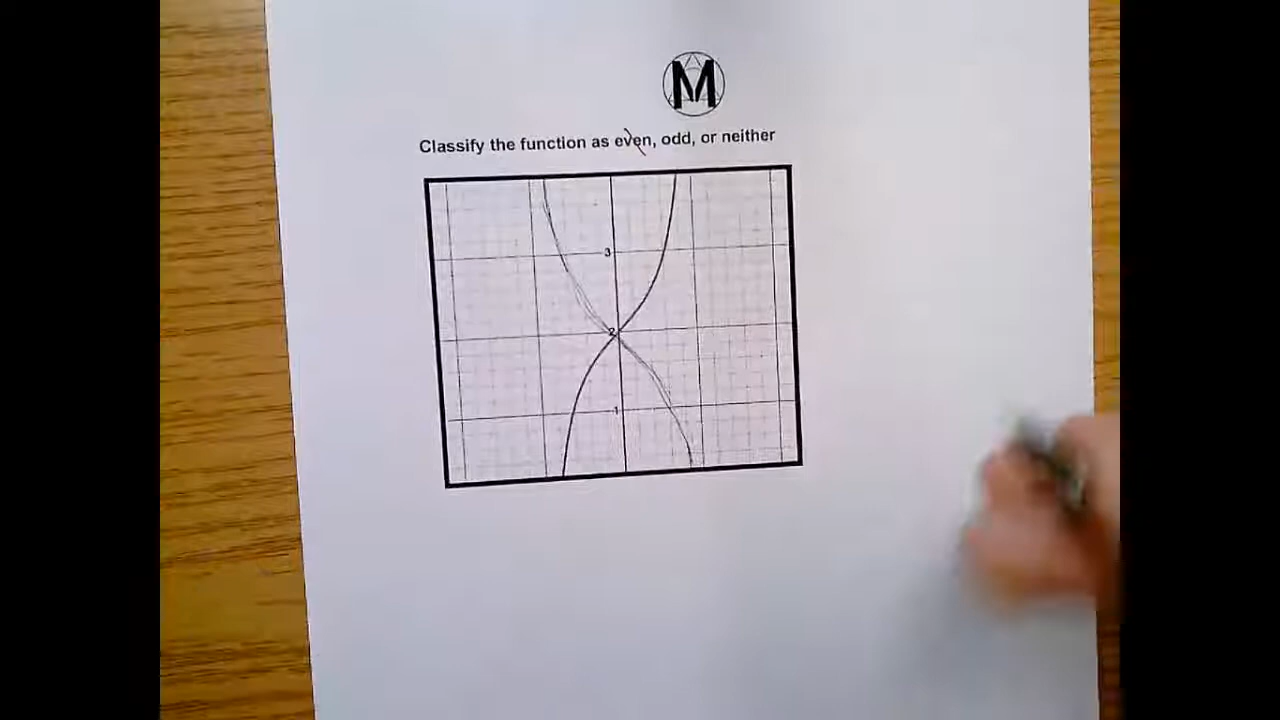 M
Classify the function as even, odd, or neither
3
2
1